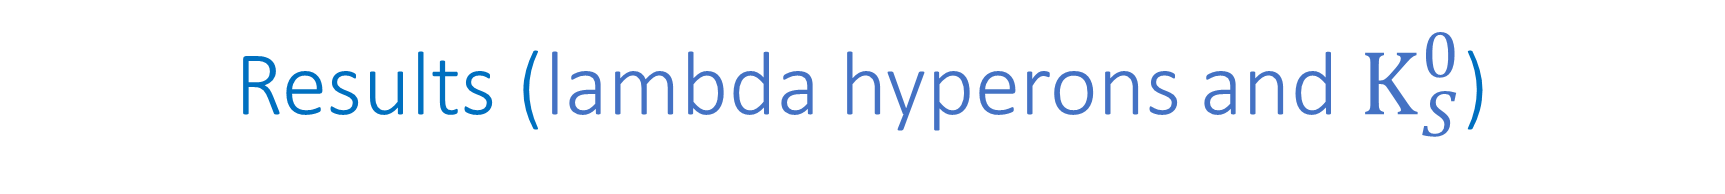 Results (lambda hyperons and K⁰_S)